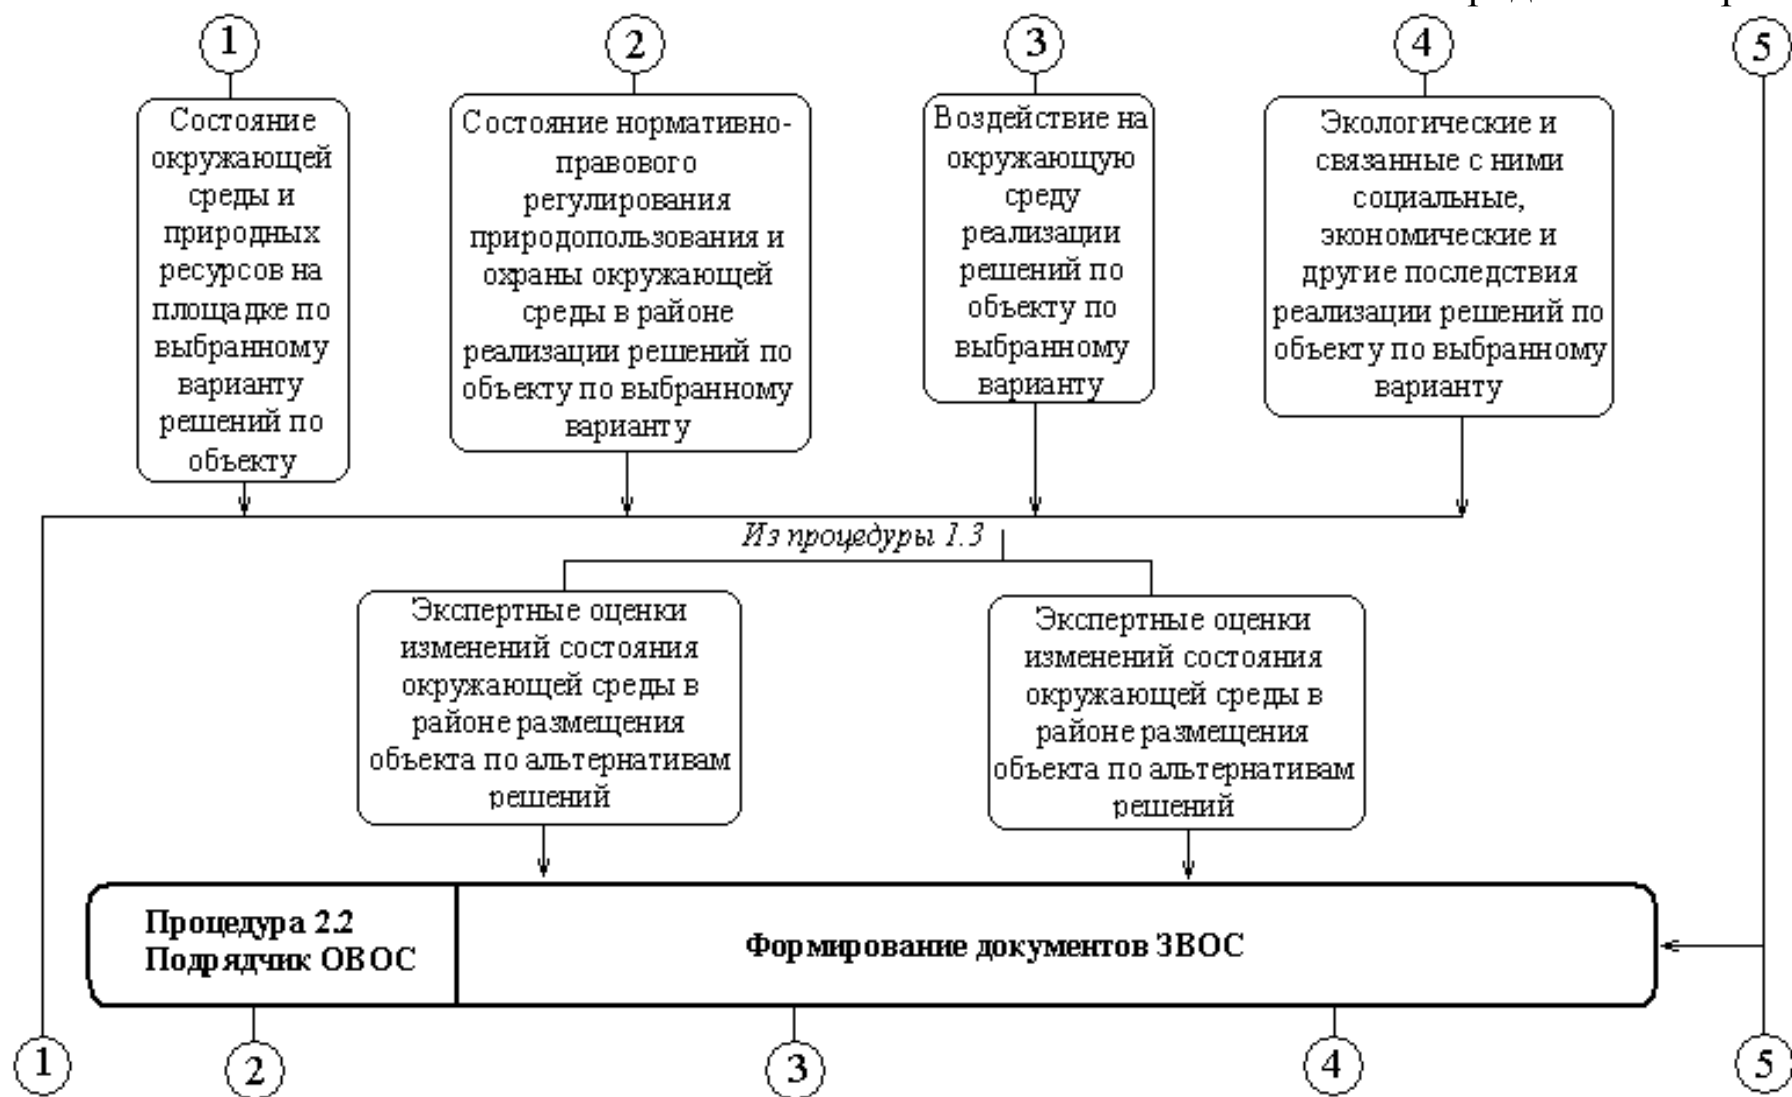 1
2
3
4
5
Состояние
окружающей
среды и
природных
ресурсов на
площадке по
выбранному
варианту
решений по
объекту
Состояние нормативно-
правового
регулирования
природопользования и
охраны окружающей
среды в районе
реализации решений по
объекту по выбранному
варианту
Воздействие на
окружающую
среду
реализации
решений по
объекту по
выбранному
варианту
Экологические и
связанные с ними
социальные,
экономические и
другие последствия
реализации решений по
объекту по выбранному
варианту
Из процедуры 1.3
Экспертные оценки
изменений состояния
окружающей среды в
районе размещения
объекта по альтернативам
решений
Экспертные оценки
изменений состояния
окружающей среды в
районе размещения
объекта по альтернативам
решений
Процедура 2.2
Подрядчик ОВОС
Формирование документов ЗВОС
1
2
3
4
5